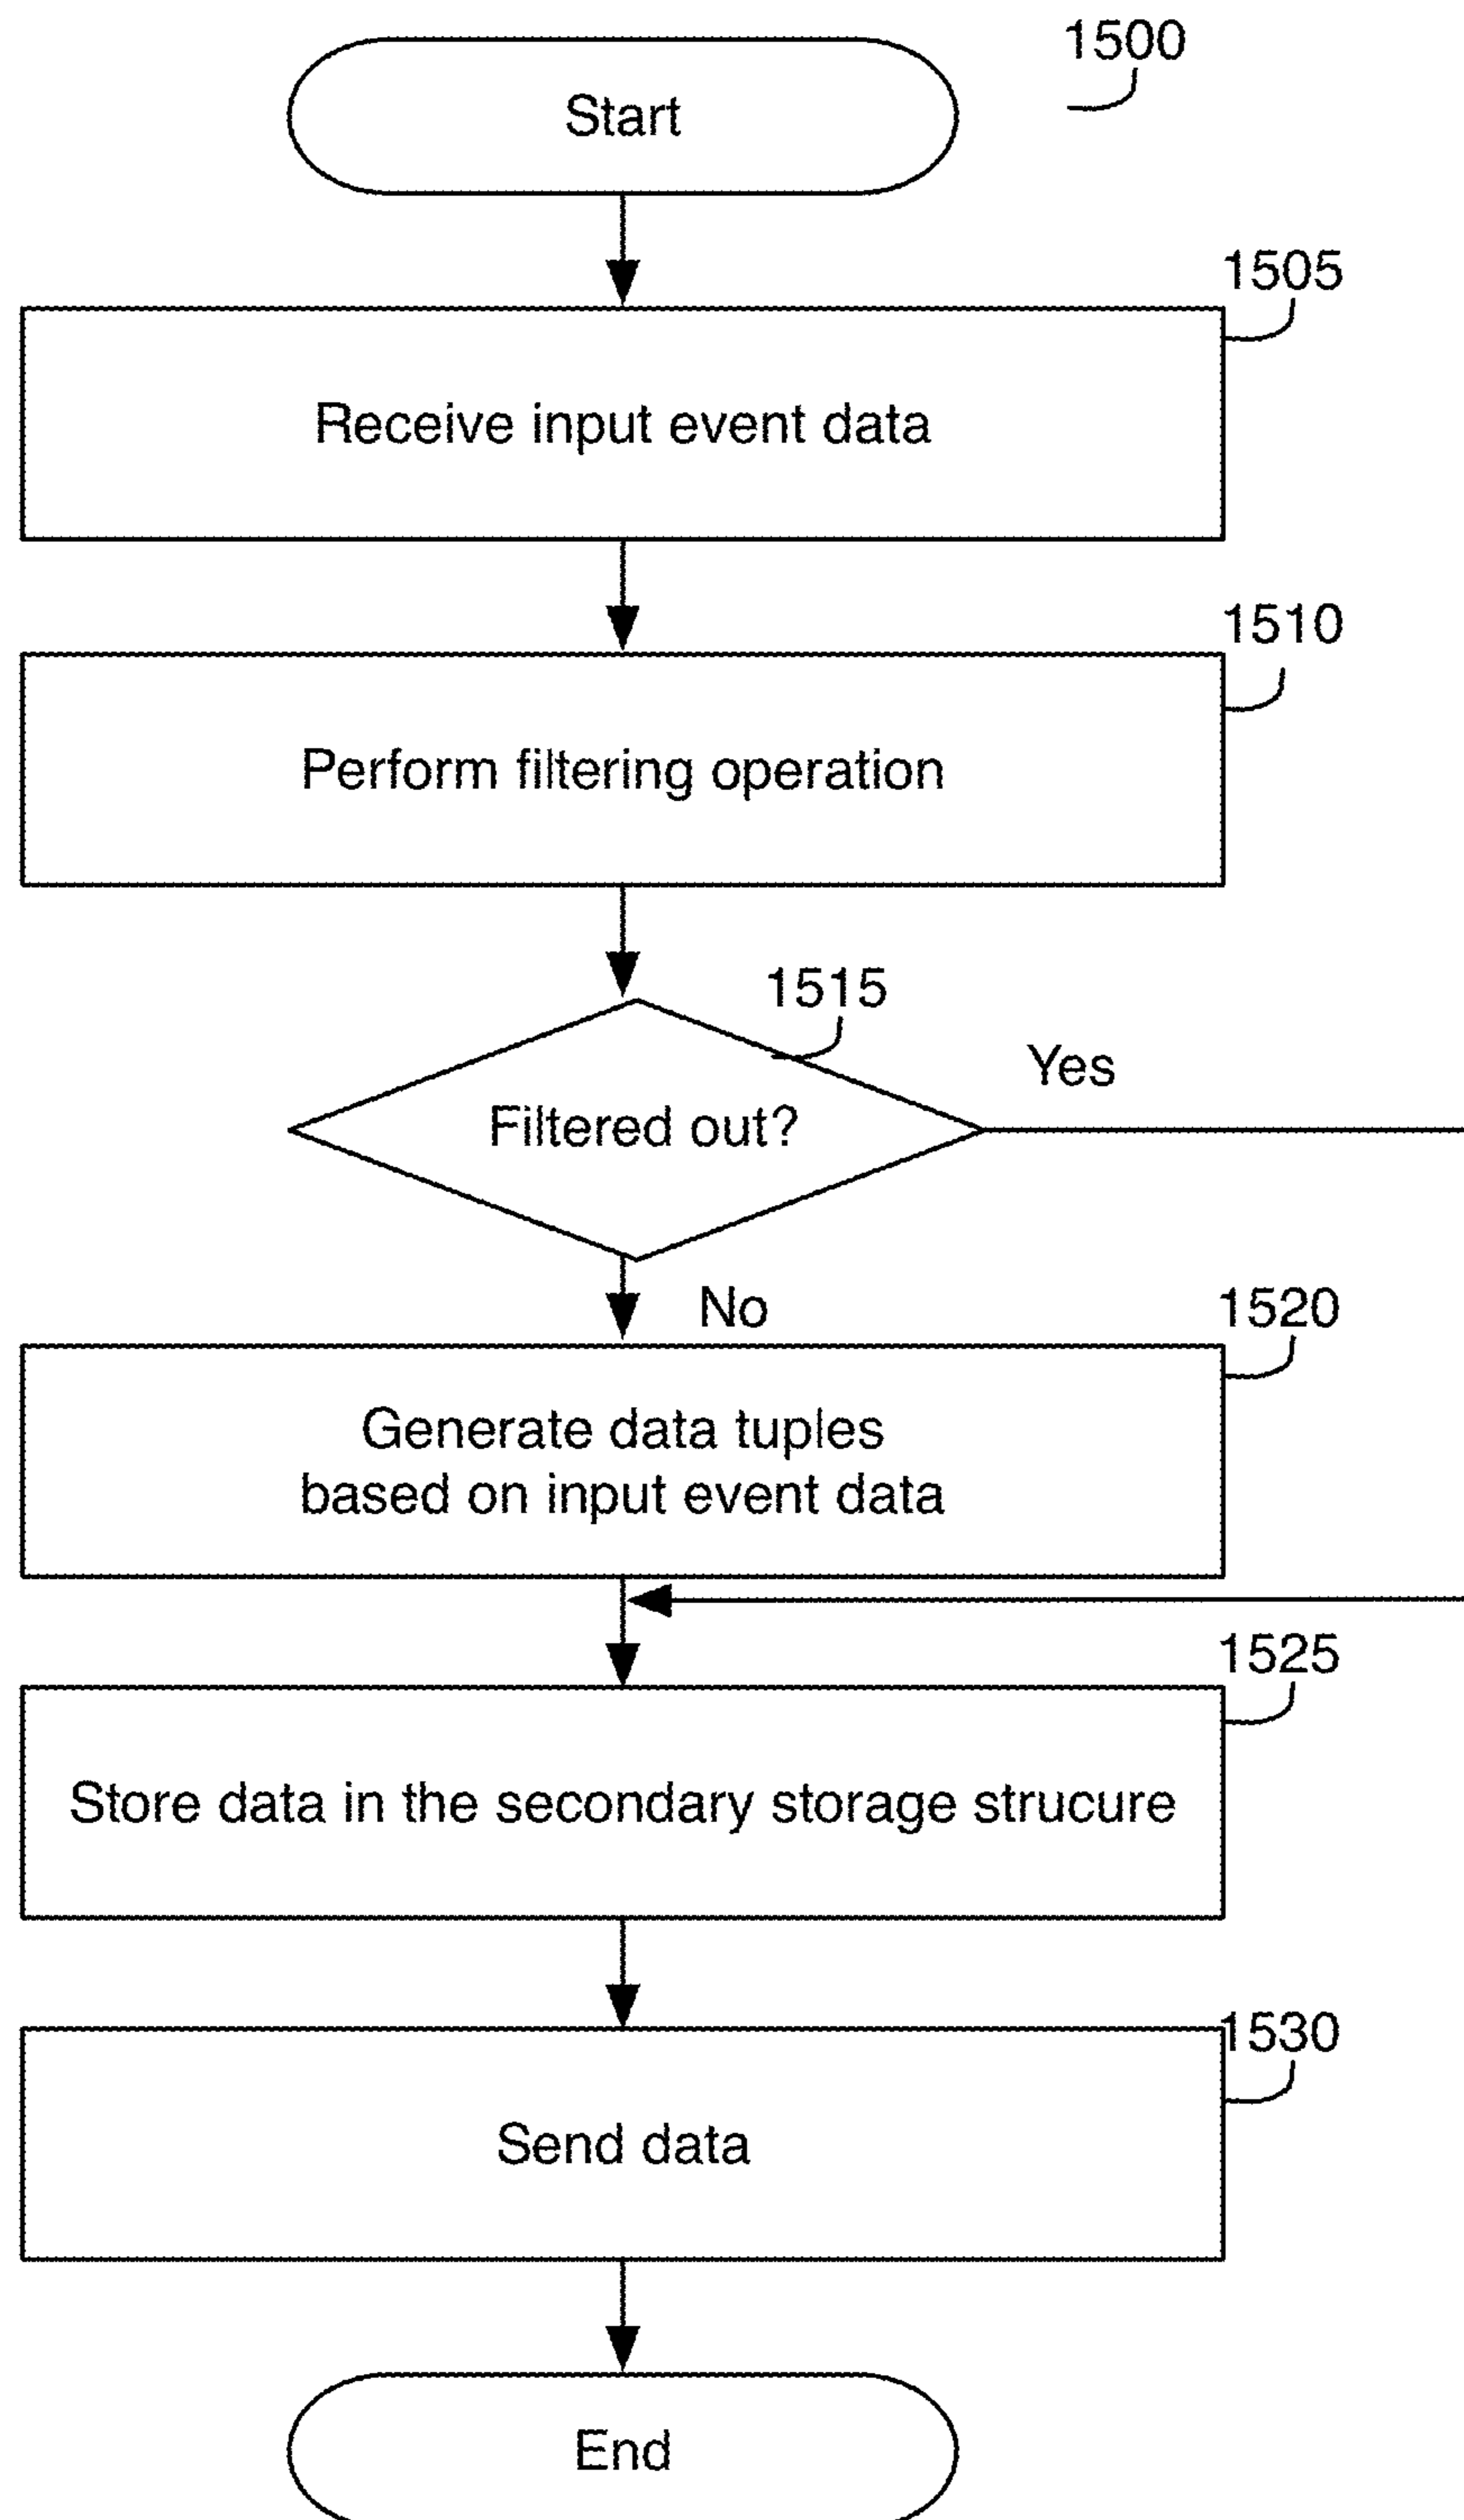 1500
Start
1505
Receive input event data
1510
Perform filtering operation
1515
Yes
Filtered out?
No
1520
Generate data tuples
based on input event data
1525
Store data in the secondary storage strucure
1530
Send data
End